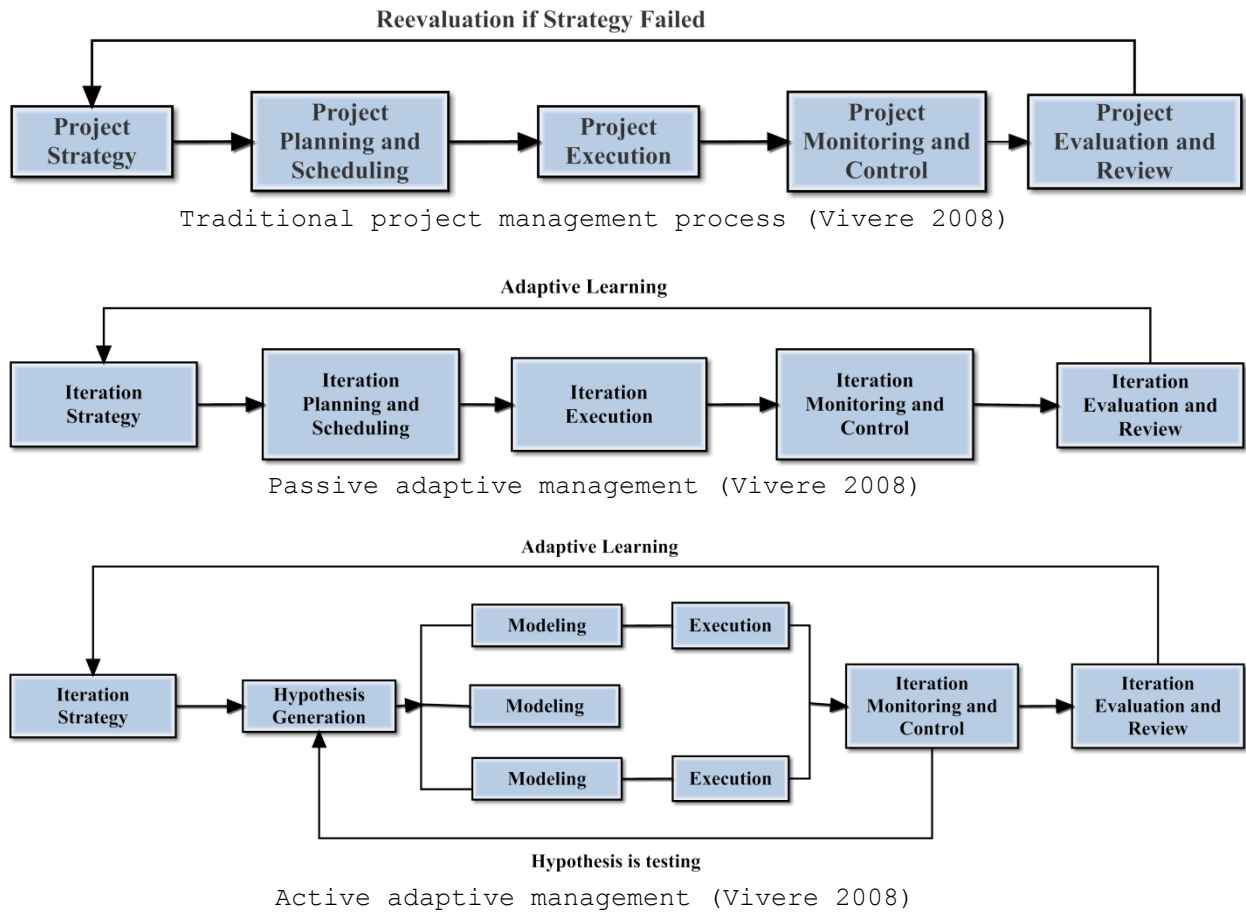 Reevaluation if Strategy Failed
Project
Strategy
Project
Planning and
Scheduling
Project
Execution
Project
Monitoring and
Control
Project
Evaluation and
Review
Traditional project management process (Vivere 2008)
Adaptive Learning
Iteration
Strategy
Iteration
Planning and
Scheduling
Iteration
Execution
Iteration
Monitoring and
Control
Iteration
Evaluation and
Review
Passive adaptive management (Vivere 2008)
Adaptive Learning
Iteration
Strategy
Hypothesis
Generation
Modeling
Execution
Modeling
Modeling
Execution
Iteration
Monitoring and
Control
Iteration
Evaluation and
Review
Hypothesis is testing
Active adaptive management (Vivere 2008)